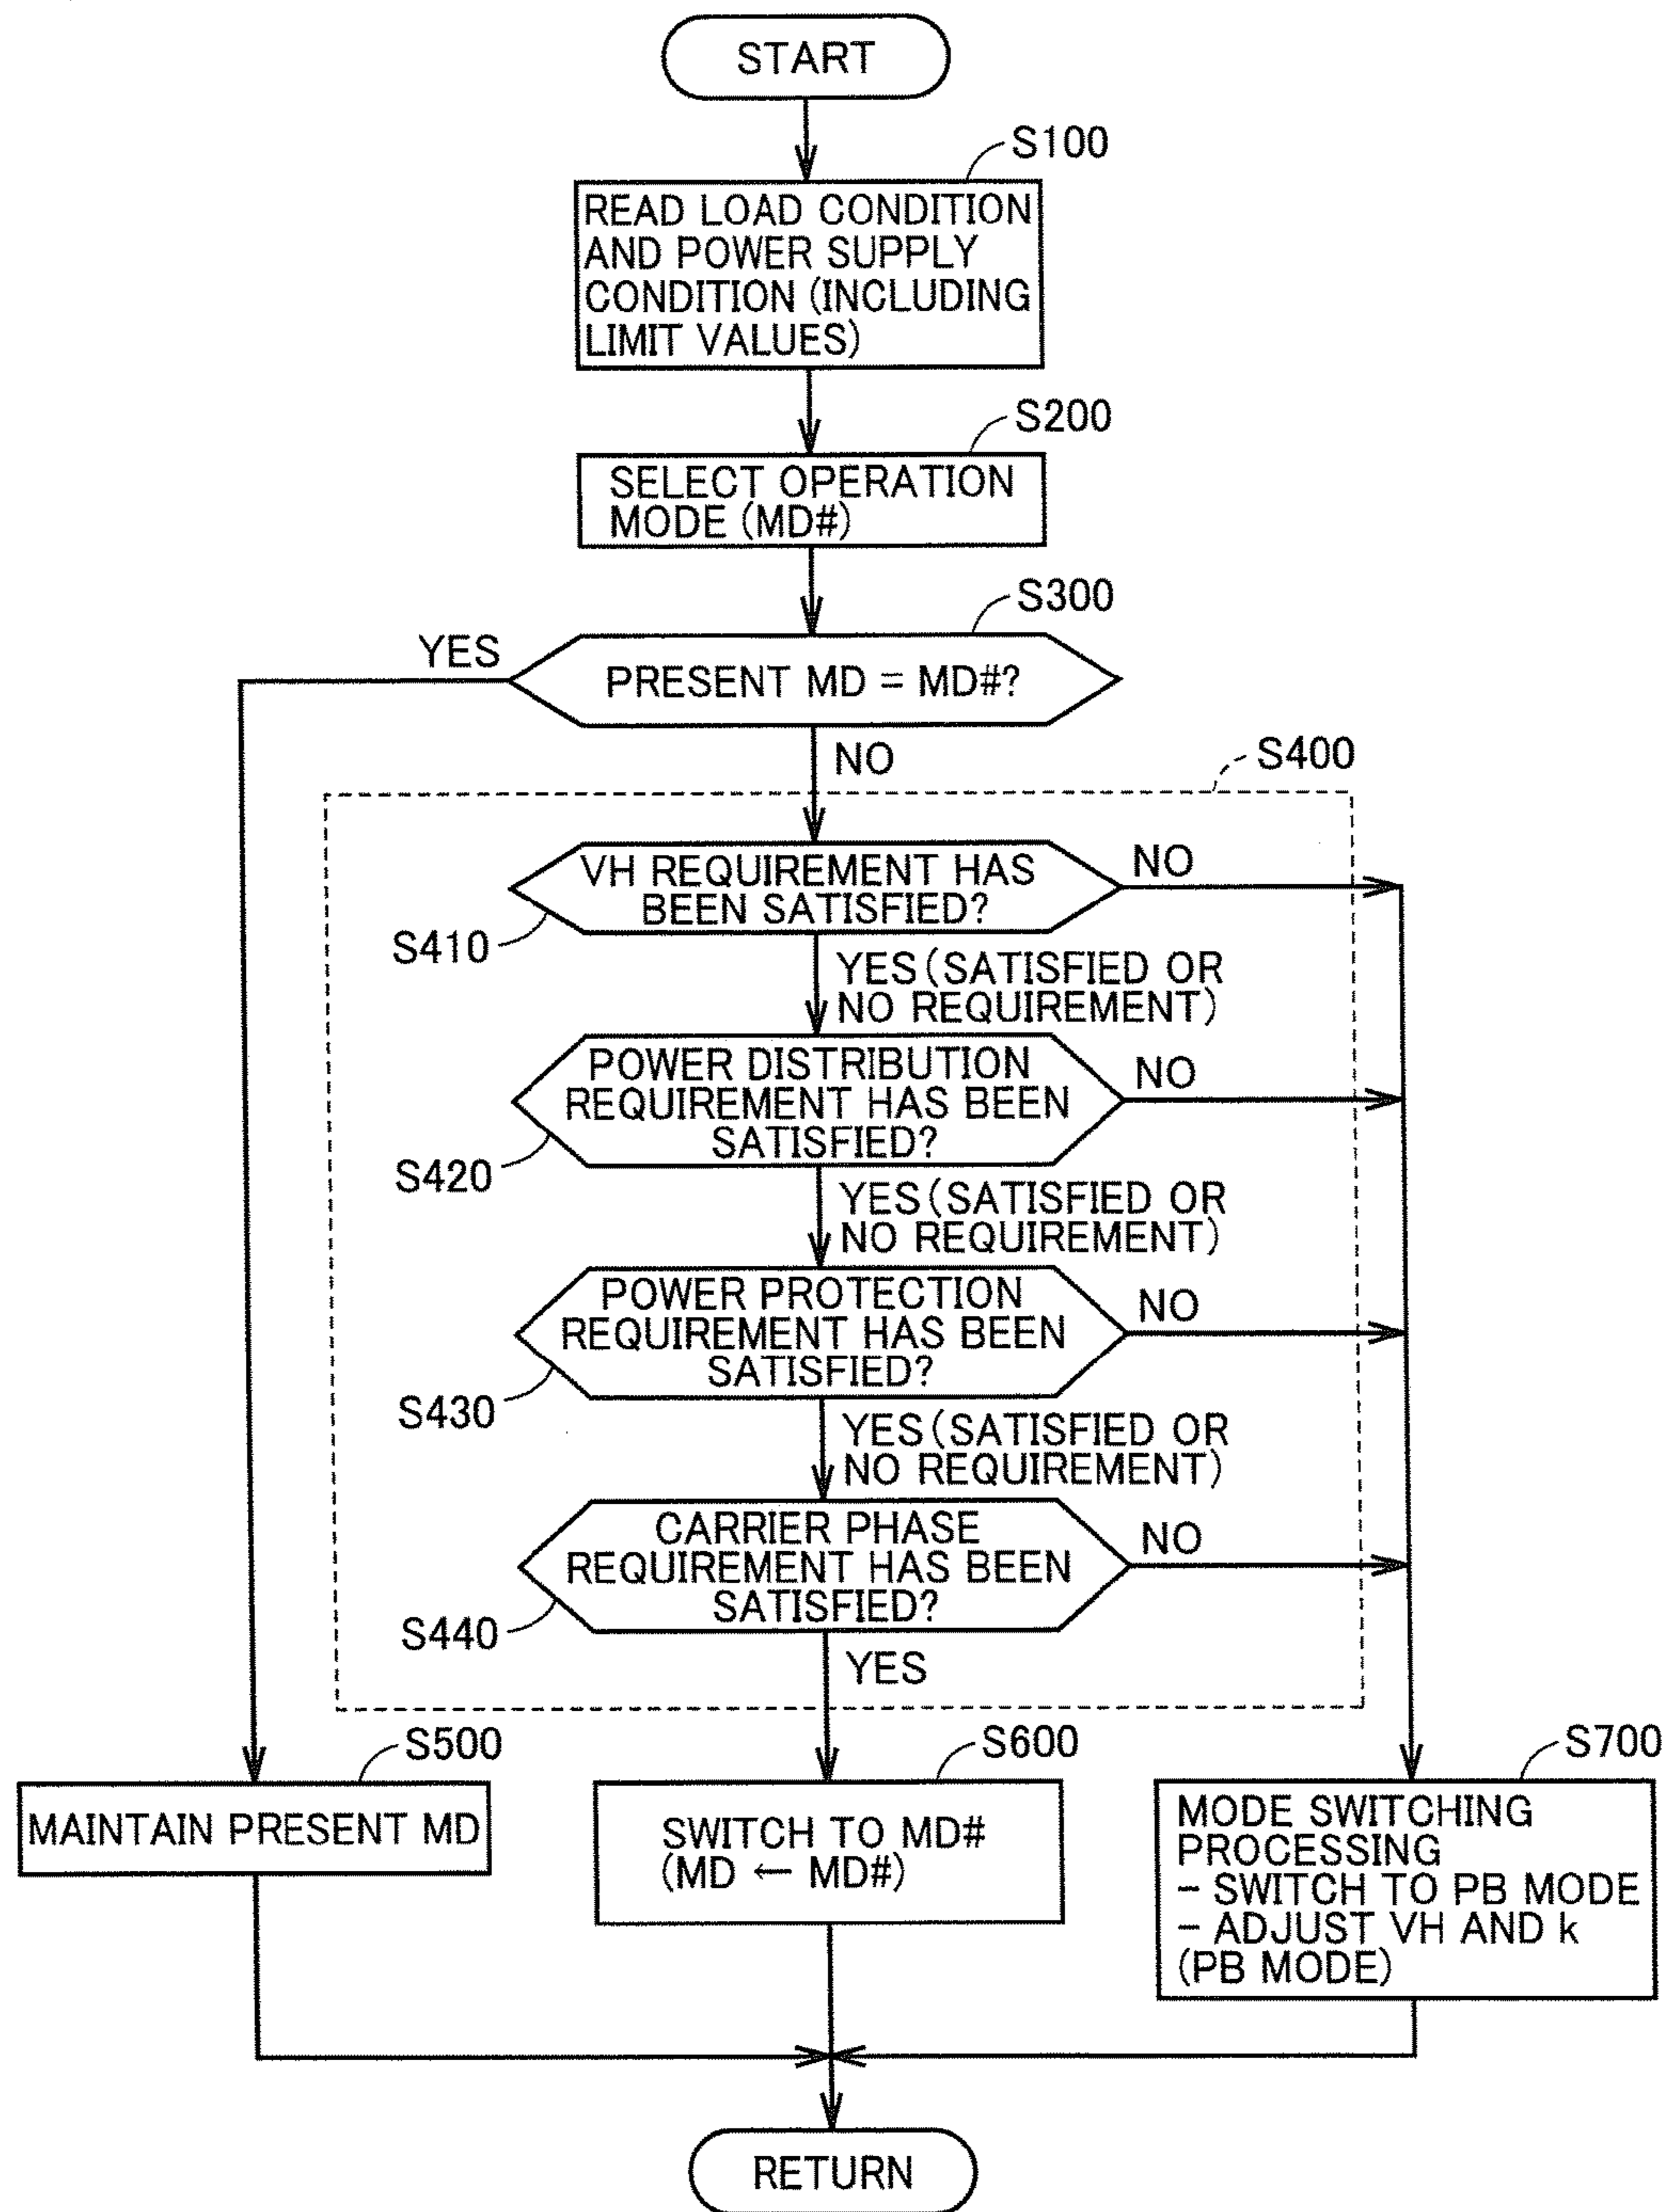 START
S100
READ LOAD CONDITION
AND POWER SUPPLY
CONDITION (INCLUDING
LIMIT VALUES)
S200
SELECT OPERATION
MODE (MD#)
S300
YES
PRESENT MD = MD#?
NO
S400
VH REQUIREMENT HAS
BEEN SATISFIED?
NO
S410
YES (SATISFIED OR
NO REQUIREMENT)
POWER DISTRIBUTION
REQUIREMENT HAS BEEN
SATISFIED?
NO
S420
YES (SATISFIED OR
NO REQUIREMENT)
POWER PROTECTION
REQUIREMENT HAS BEEN
SATISFIED?
NO
S430
YES (SATISFIED OR
NO REQUIREMENT)
CARRIER PHASE
REQUIREMENT HAS BEEN
SATISFIED?
NO
S440
YES
S500
MAINTAIN PRESENT MD
S600
SWITCH TO MD#
(MD ← MD#)
S700
MODE SWITCHING
PROCESSING
- SWITCH TO PB MODE
- ADJUST VH AND k
(PB MODE)
RETURN